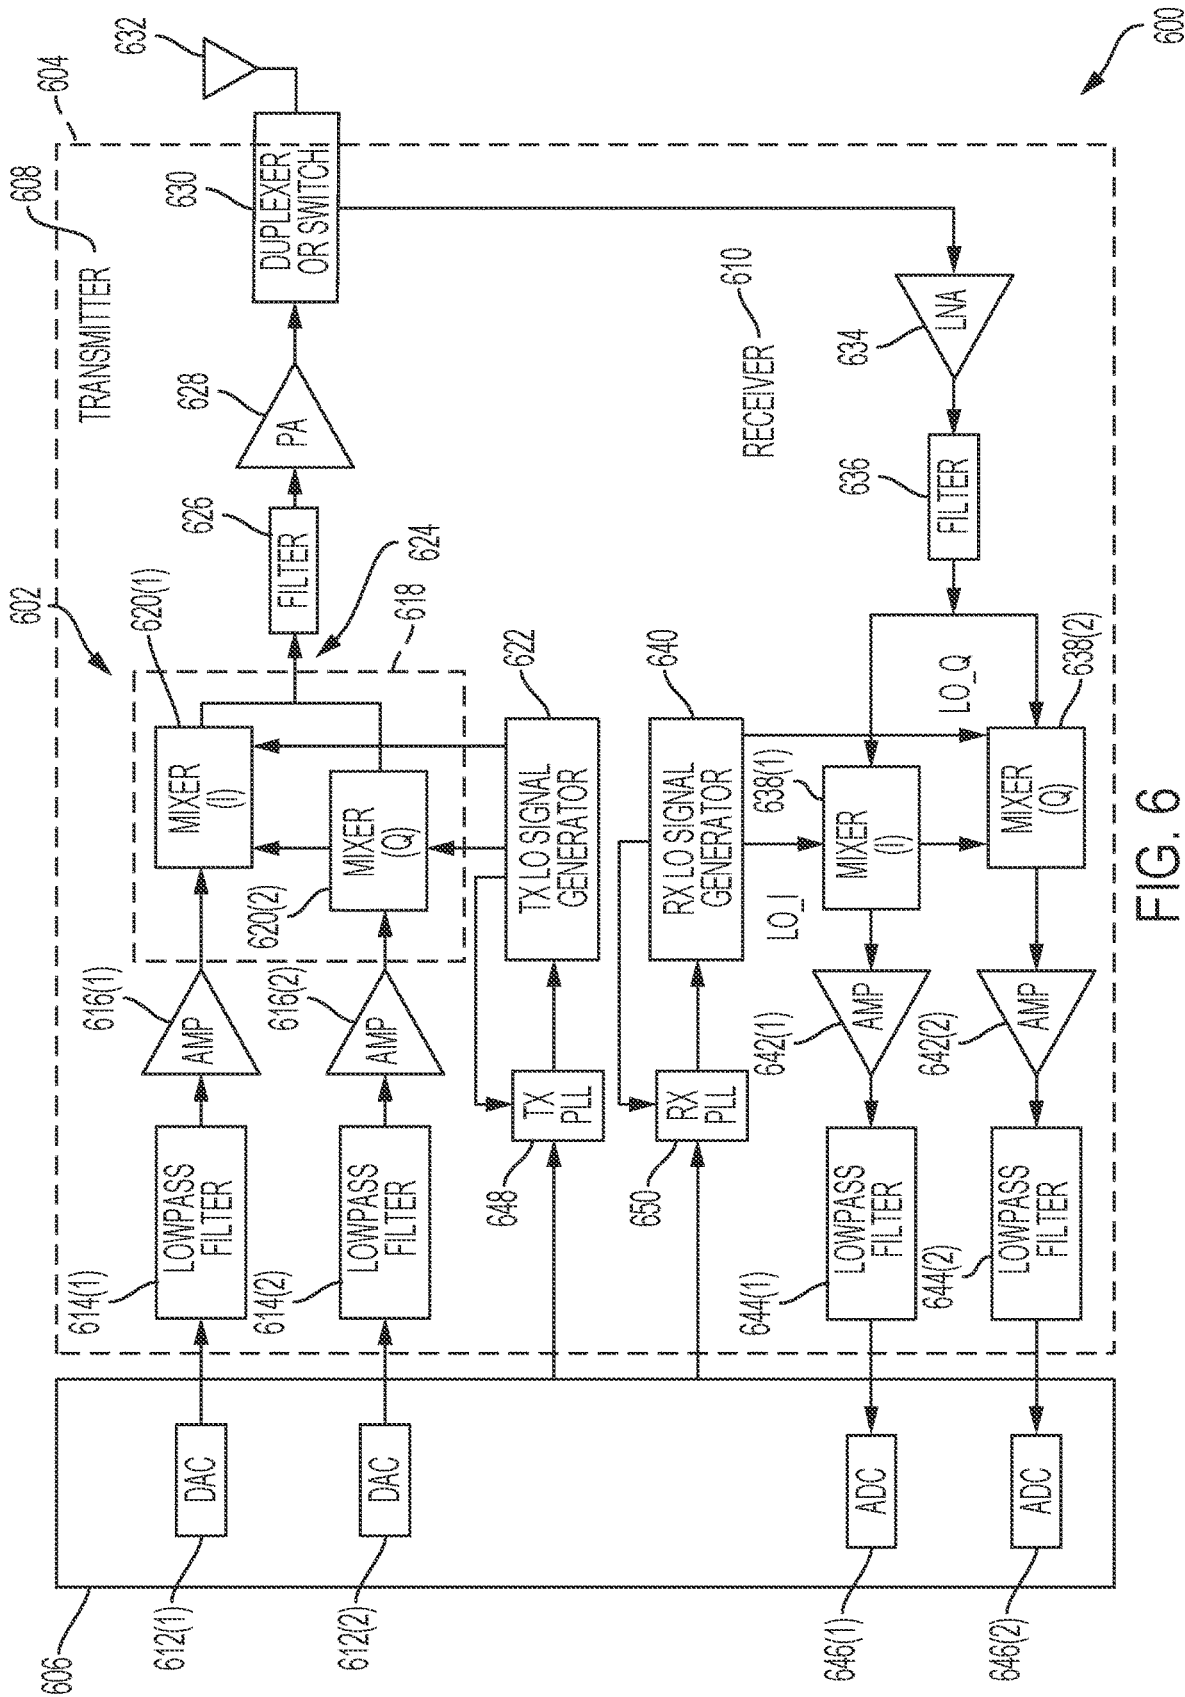 600
604
632
608
TRANSMITTER
630
DUPLEXER
OR SWITCH
628
PA
626
FILTER
624
602
620(1)
618
MIXER
(I)
MIXER
(Q)
620(2)
616(1)
AMP
616(2)
AMP
614(1)
LOWPASS
FILTER
614(2)
LOWPASS
FILTER
606
612(1)
DAC
612(2)
DAC
622
TX LO SIGNAL
GENERATOR
648
TX
PLL
640
RX LO SIGNAL
GENERATOR
650
RX
PLL
RECEIVER
610
634
LNA
636
FILTER
LO_Q
LO_I
638(1)
MIXER
(I)
638(2)
MIXER
(Q)
642(1)
AMP
642(2)
AMP
644(1)
LOWPASS
FILTER
644(2)
LOWPASS
FILTER
646(1)
ADC
646(2)
ADC
FIG. 6